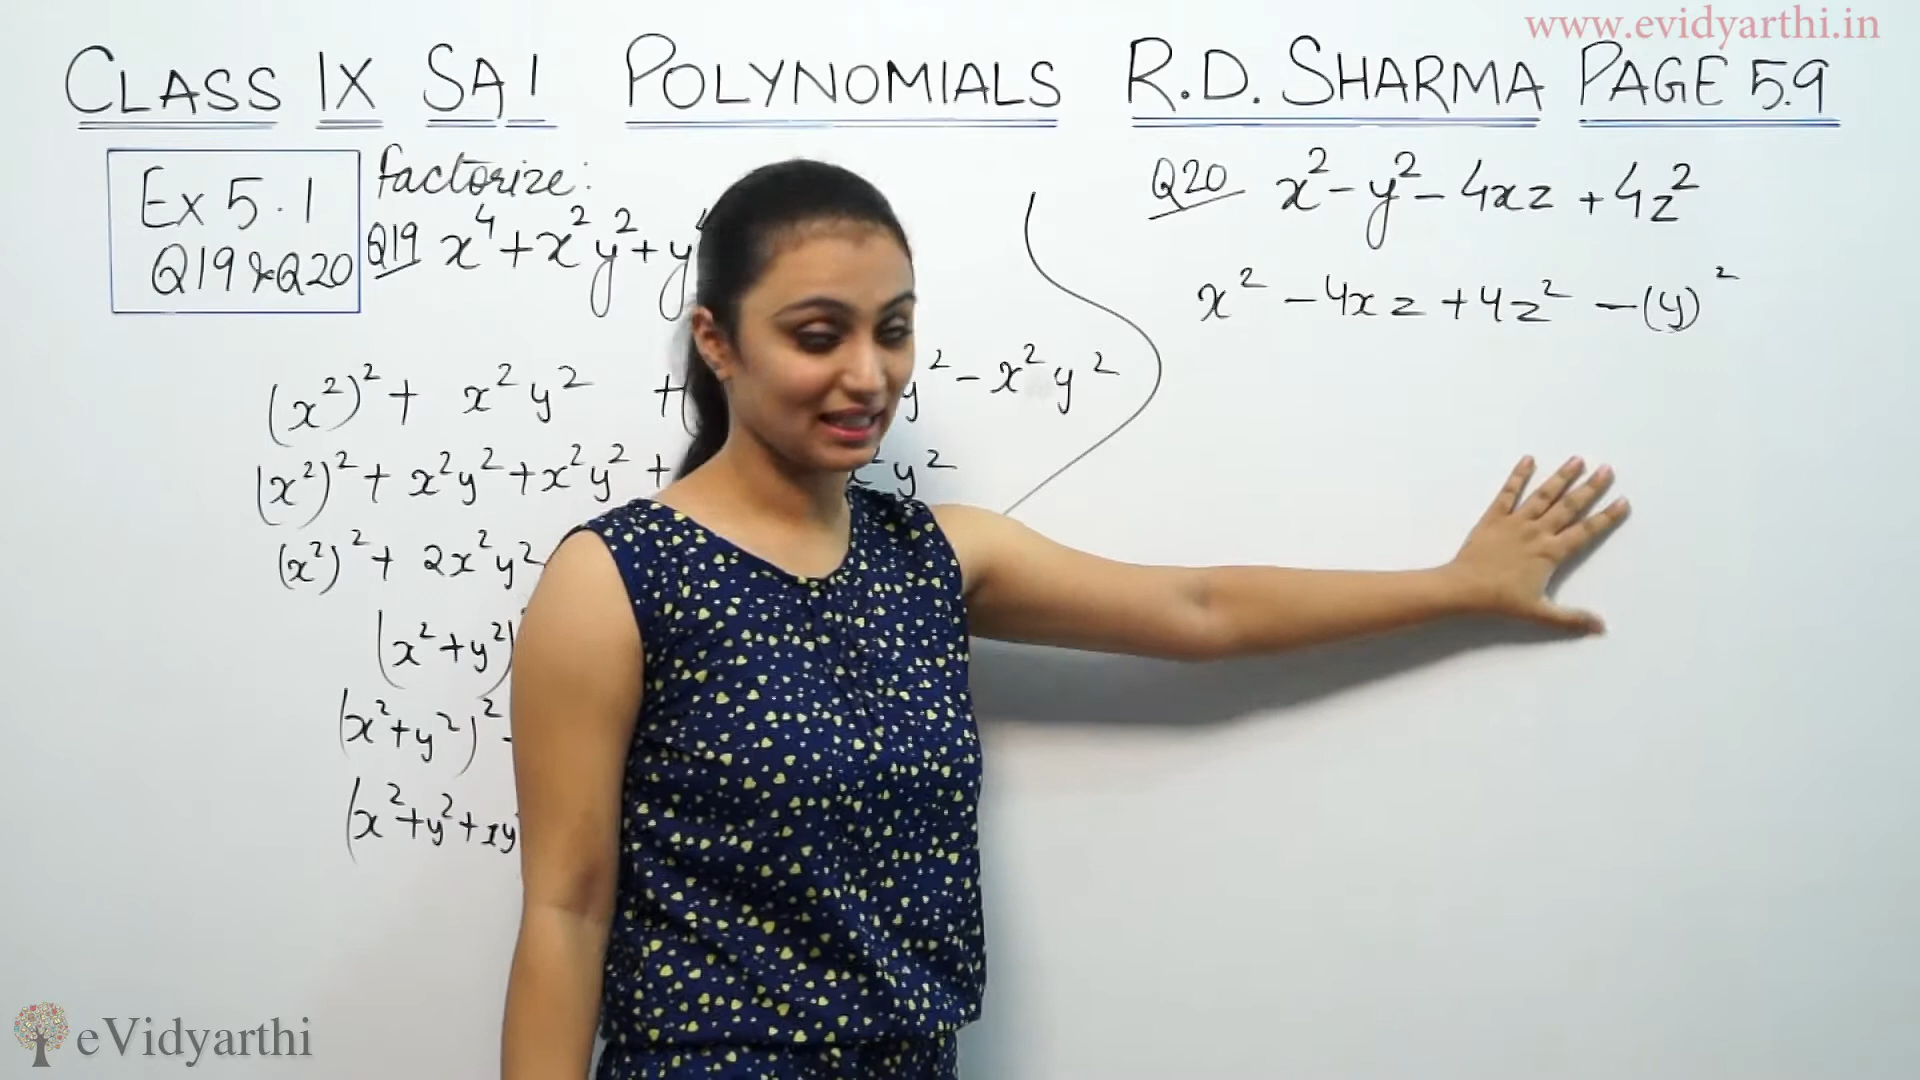 www.evidyarthi.in
CLASS IX SA1 POLYNOMIALS R.D. SHARMA PAGE 5.9
Ex 5.1
Q19 & Q20
Factorize:
Q19 x⁴ + x²y² + y
(x²)² + x²y² + ( y² - x²y²
(x²)² + x²y² + x²y² + x²y²
(x²)² + 2x²y²
(x² + y²)
(x² + y²)² -
(x² + y² + xy
Q20 x² - y² - 4xz + 4z²
x² - 4xz + 4z² - (y)²
eVidyarthi